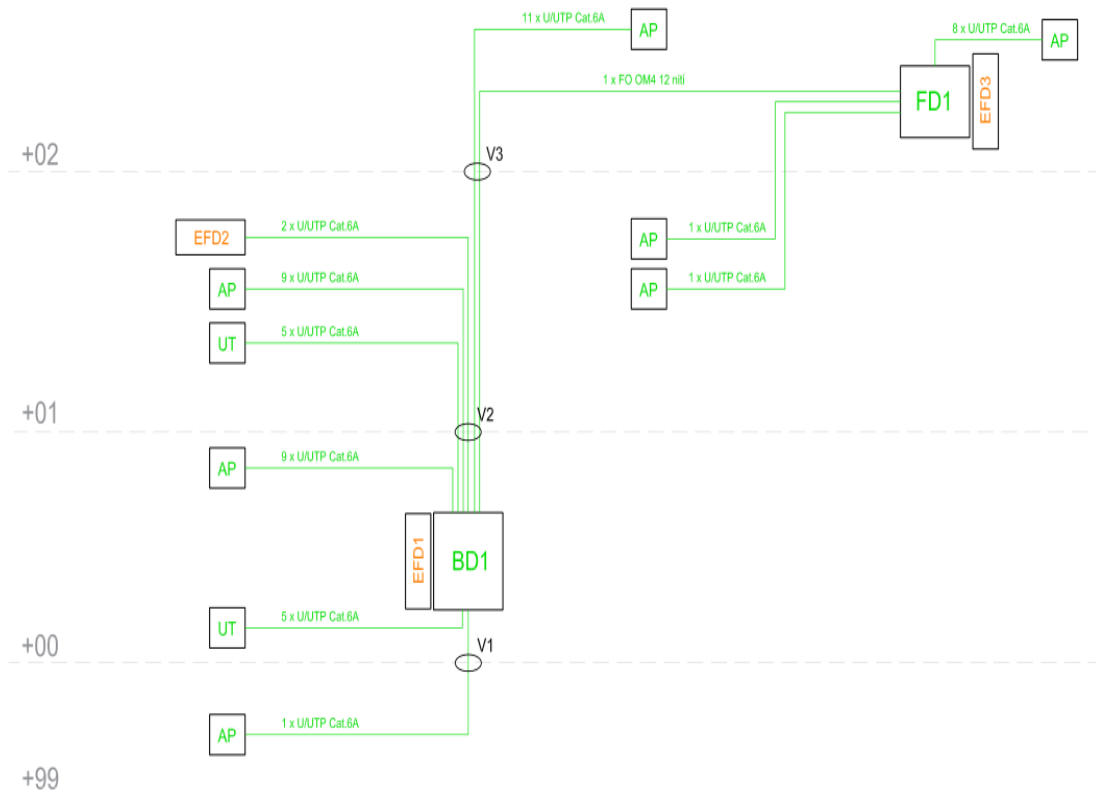 11 x U/UTP Cat.6A
AP
8 x U/UTP Cat.6A
AP
1 x FO OM4 12 niti
FD1
EFD3
+02
V3
EFD2
2 x U/UTP Cat.6A
AP
1 x U/UTP Cat.6A
AP
9 x U/UTP Cat.6A
AP
1 x U/UTP Cat.6A
UT
5 x U/UTP Cat.6A
+01
V2
AP
9 x U/UTP Cat.6A
EFD1
BD1
UT
5 x U/UTP Cat.6A
+00
V1
AP
1 x U/UTP Cat.6A
+99